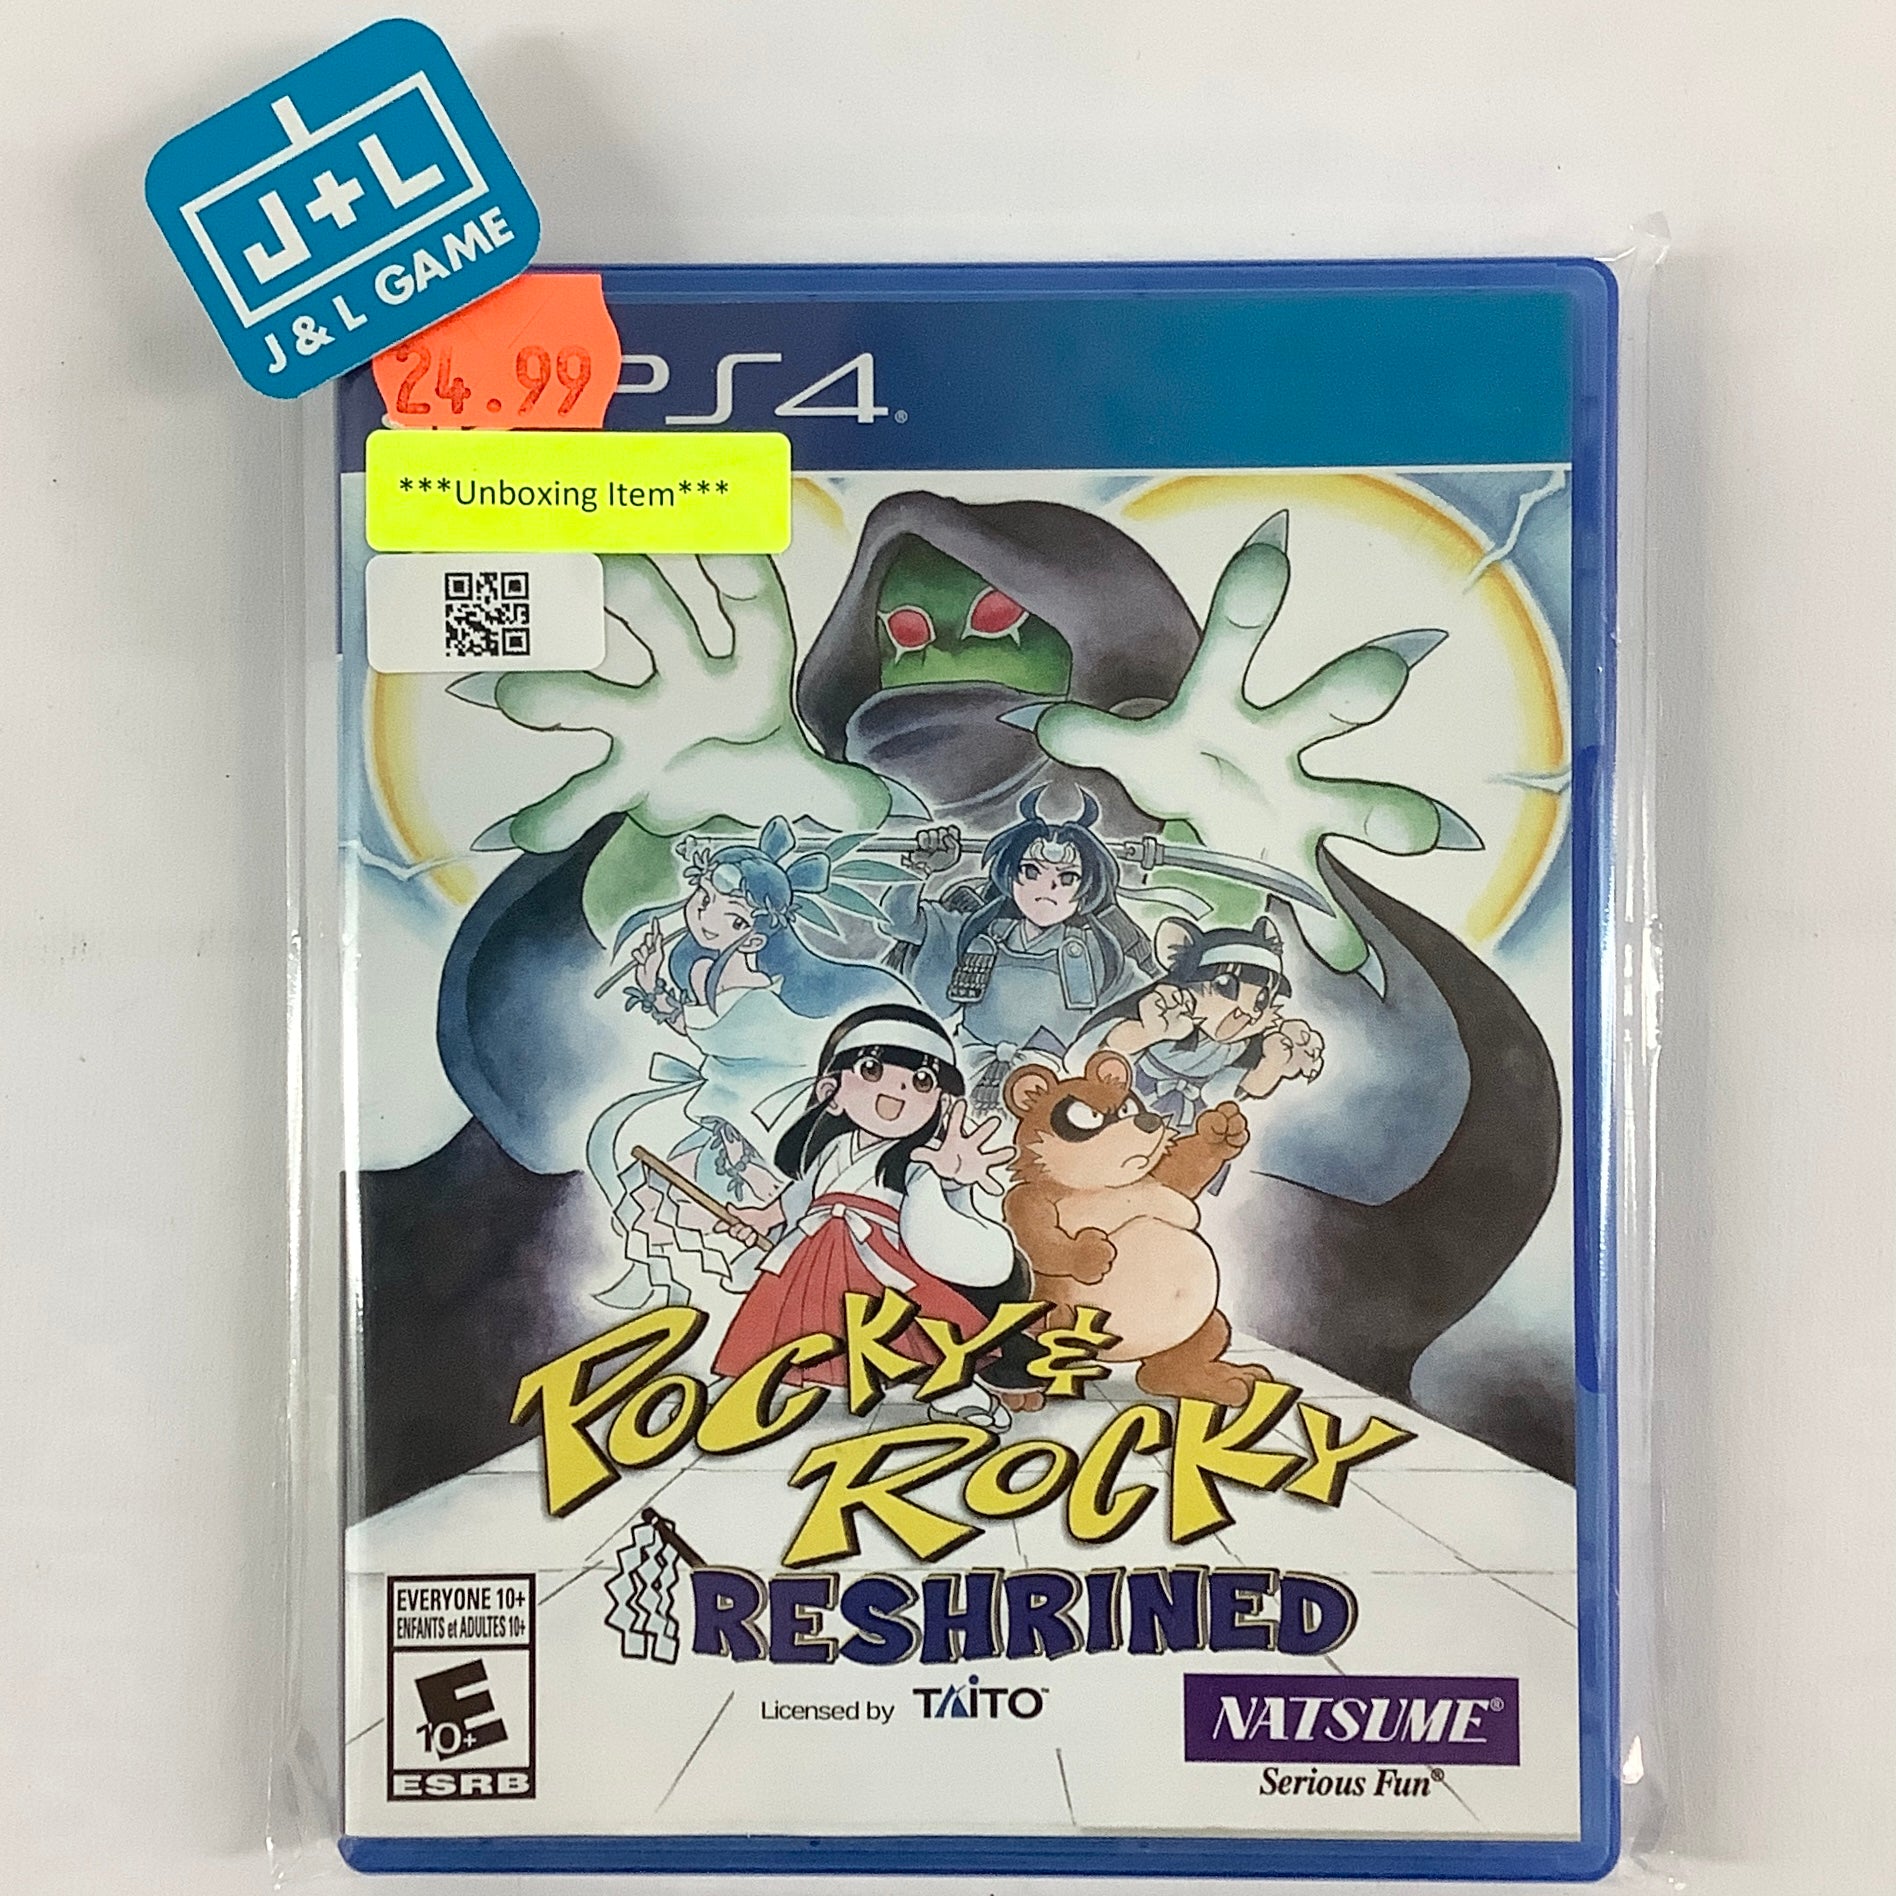 J+L
J & L GAME
24.99
PS4®
***Unboxing Item***
POCKY &
ROCKY
RESHRINED
EVERYONE 10+
ENFANTS et ADULTES 10+
E
10+
ESRB
Licensed by TAITO™
NATSUME®
Serious Fun®